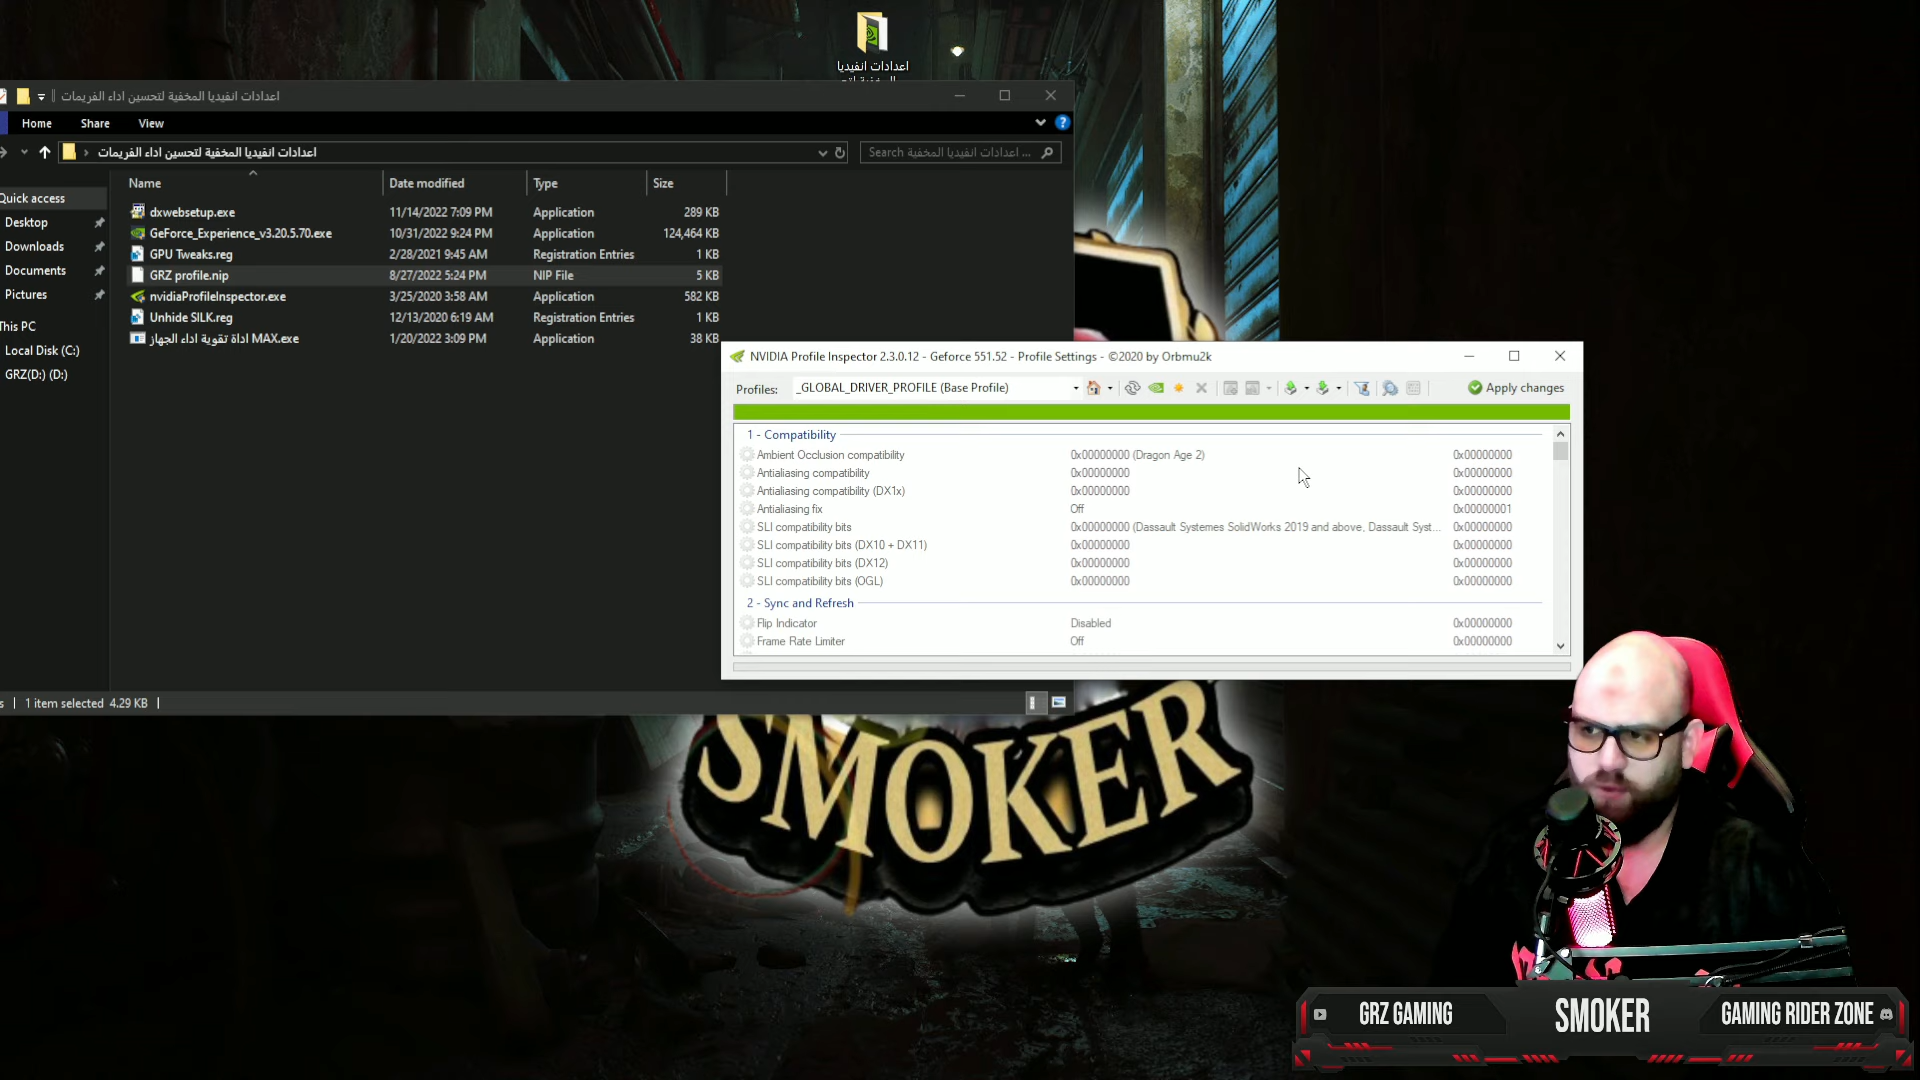 اعدادات انفيديا
اعدادات انفيديا المخفية لتحسين اداء الفريمات
Home Share View
اعدادات انفيديا المخفية لتحسين اداء الفريمات
Search اعدادات انفيديا المخفية ...
Name Date modified Type Size
Quick access
Desktop
Downloads
Documents
Pictures
This PC
Local Disk (C:)
GRZ(D:) (D:)
dxwebsetup.exe 11/14/2022 7:09 PM Application 289 KB
GeForce_Experience_v3.20.5.70.exe 10/31/2022 9:24 PM Application 124,464 KB
GPU Tweaks.reg 2/28/2021 9:45 AM Registration Entries 1 KB
GRZ profile.nip 8/27/2022 5:24 PM NIP File 5 KB
nvidiaProfileInspector.exe 3/25/2020 3:58 AM Application 582 KB
Unhide SILK.reg 12/13/2020 6:19 AM Registration Entries 1 KB
اداة تقوية اداء الجهاز MAX.exe 1/20/2022 3:09 PM Application 38 KB
1 item selected 4.29 KB
NVIDIA Profile Inspector 2.3.0.12 - Geforce 551.52 - Profile Settings - ©2020 by Orbmu2k
Profiles: _GLOBAL_DRIVER_PROFILE (Base Profile) Apply changes
1 - Compatibility
Ambient Occlusion compatibility 0x00000000 (Dragon Age 2) 0x00000000
Antialiasing compatibility 0x00000000 0x00000000
Antialiasing compatibility (DX1x) 0x00000000 0x00000000
Antialiasing fix Off 0x00000001
SLI compatibility bits 0x00000000 (Dassault Systemes SolidWorks 2019 and above, Dassault Syst... 0x00000000
SLI compatibility bits (DX10 + DX11) 0x00000000 0x00000000
SLI compatibility bits (DX12) 0x00000000 0x00000000
SLI compatibility bits (OGL) 0x00000000 0x00000000
2 - Sync and Refresh
Flip Indicator Disabled 0x00000000
Frame Rate Limiter Off 0x00000000
SMOKER
GRZ GAMING SMOKER GAMING RIDER ZONE